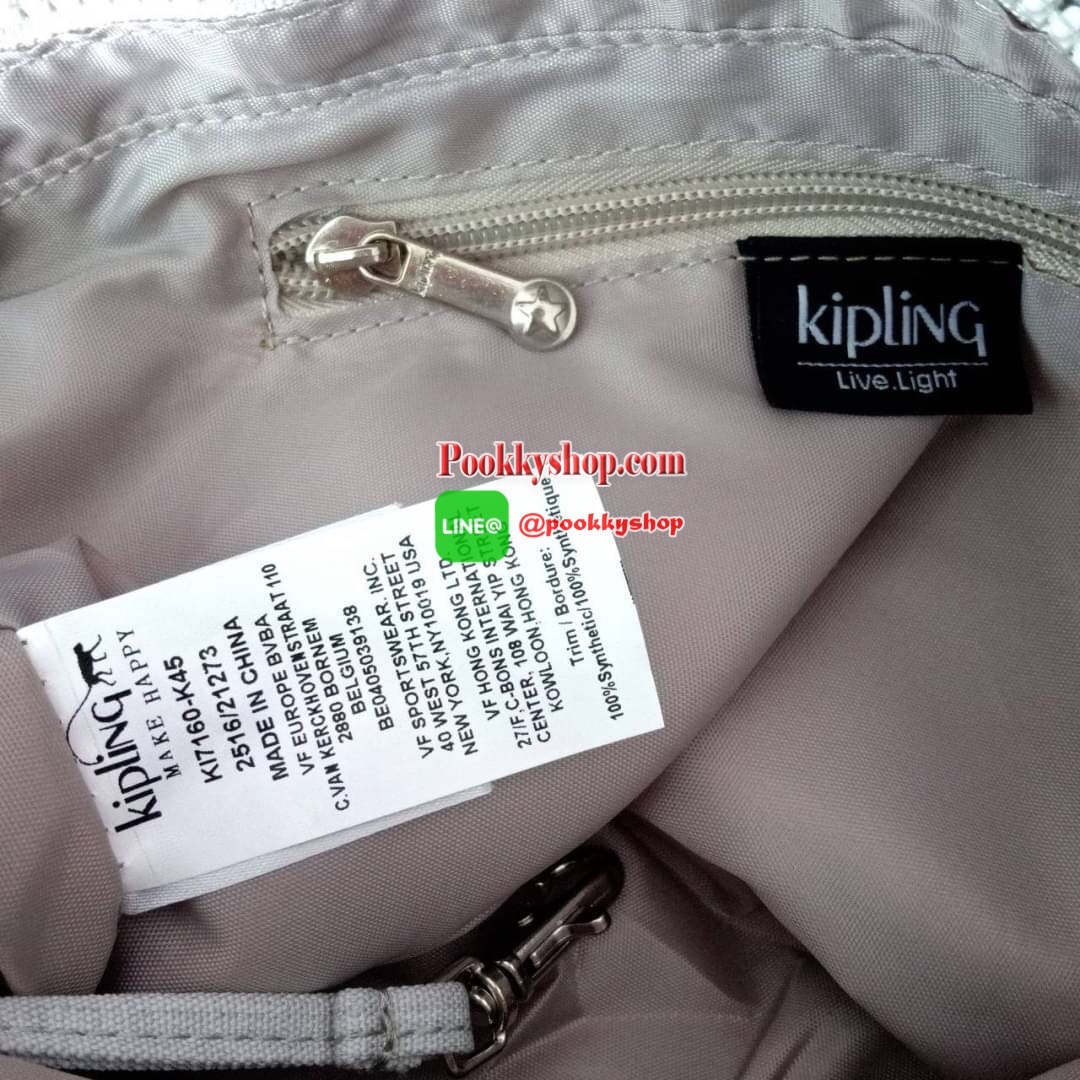 kipling
Live.Light
Pookkyshop.com
LINE@ @pookkyshop
kipling
MAKE HAPPY
KI7160-K45
2516/21273
MADE IN CHINA
VF EUROPE BVBA
C.VAN KERCKHOVENSTRAAT 110
2880 BORNEM
BELGIUM
BE0405039138
VF SPORTSWEAR. INC.
40 WEST 57TH STREET
NEW YORK,NY10019 USA
VF HONG KONG LTD.
VF HONG KONG INTERNATIONAL
27/F,C-BONS INTERNATIONAL
CENTER, 108 WAI YIP STREET
KOWLOON.HONG KONG
Trim / Bordure:
100%Synthetic/100%Synthetique